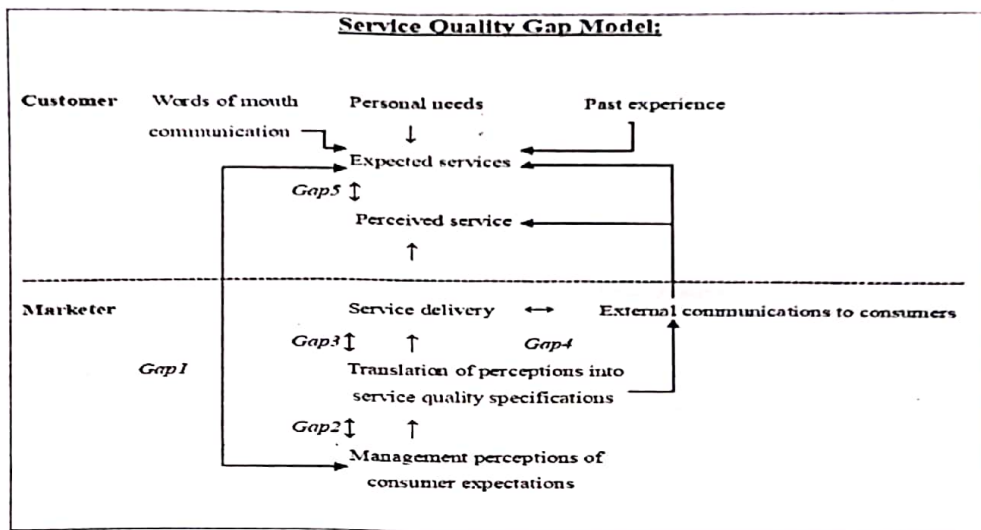 Service Quality Gap Model:
Customer Words of mouth Personal needs Past experience
communication ↓
Expected services
Gap5 ↕
Perceived service
↑
Marketer Service delivery ↔ External communications to consumers
Gap3 ↕ ↑ Gap4
Gap1 Translation of perceptions into
service quality specifications
Gap2 ↕ ↑
Management perceptions of
consumer expectations